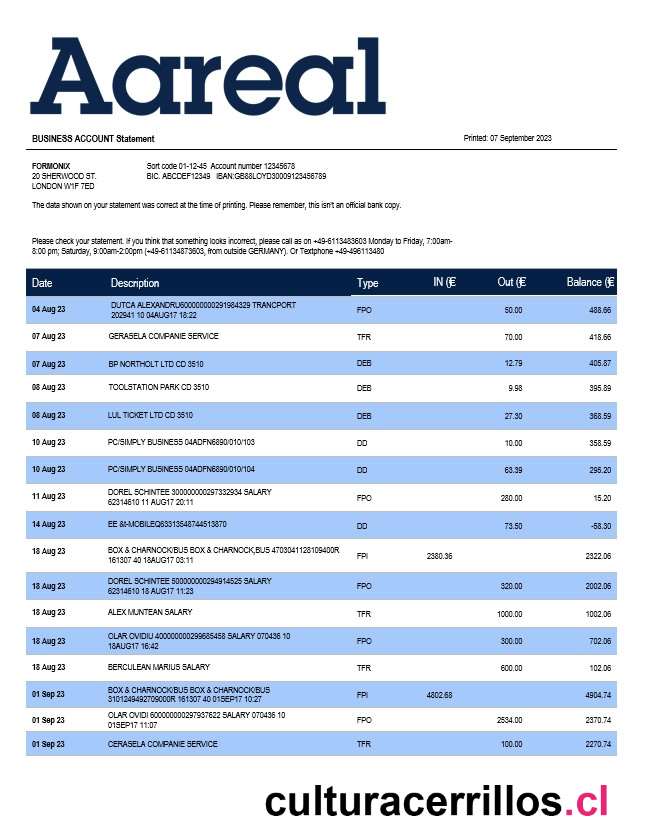 Aareal
BUSINESS ACCOUNT Statement Printed: 07 September 2023
FORMONIX Sort code 01-12-45 Account number 12345678
20 SHERWOOD ST. BIC. ABCDEF12349 IBAN:GB88LOYD30009123456789
LONDON W1F 7ED
The data shown on your statement was correct at the time of printing. Please remember, this isn't an official bank copy.
Please check your statement. If you think that something looks incorrect, please call as on +49-6113483603 Monday to Friday, 7:00am-
8:00 pm; Saturday, 9:00am-2:00pm (+49-61134873603, from outside GERMANY). Or Textphone +49-496113480
Date Description Type IN (€ Out (€ Balance (€
04 Aug 23 DUTCA ALEXANDRU600000000291984329 TRANCPORT FPO 50.00 488.66
202941 10 04AUG17 18:22
07 Aug 23 GERASELA COMPANIE SERVICE TFR 70.00 418.66
07 Aug 23 BP NORTHOLT LTD CD 3510 DEB 12.79 405.87
08 Aug 23 TOOLSTATION PARK CD 3510 DEB 9.98 395.89
08 Aug 23 LUL TICKET LTD CD 3510 DEB 27.30 368.59
10 Aug 23 PC/SIMPLY BUSINESS 04ADFN6890/010/103 DD 10.00 358.59
10 Aug 23 PC/SIMPLY BUSINESS 04ADFN6890/010/104 DD 63.39 295.20
11 Aug 23 DOREL SCHINTEE 300000000297332934 SALARY FPO 280.00 15.20
62314610 11 AUG17 20:11
14 Aug 23 EE &t-MOBILEQ63313548744513870 DD 73.50 -58.30
18 Aug 23 BOX & CHARNOCK/BUS BOX & CHARNOCK,BUS 4703041128109400R FPI 2380.36 2322.06
161307 40 18AUG17 03:11
18 Aug 23 DOREL SCHINTEE 500000000294914525 SALARY FPO 320.00 2002.06
62314610 18 AUG17 11:23
18 Aug 23 ALEX MUNTEAN SALARY TFR 1000.00 1002.06
18 Aug 23 OLAR OVIDIU 400000000299685458 SALARY 070436 10 FPO 300.00 702.06
18AUG17 16:42
18 Aug 23 BERCULEAN MARIUS SALARY TFR 600.00 102.06
01 Sep 23 BOX & CHARNOCK/BUS BOX & CHARNOCK/BUS FPI 4802.68 4904.74
3101249492709000R 161307 40 01SEP17 10:27
01 Sep 23 OLAR OVIDI 600000000297937622 SALARY 070436 10 FPO 2534.00 2370.74
01SEP17 11:07
01 Sep 23 CERASELA COMPANIE SERVICE TFR 100.00 2270.74
culturacerrillos.cl